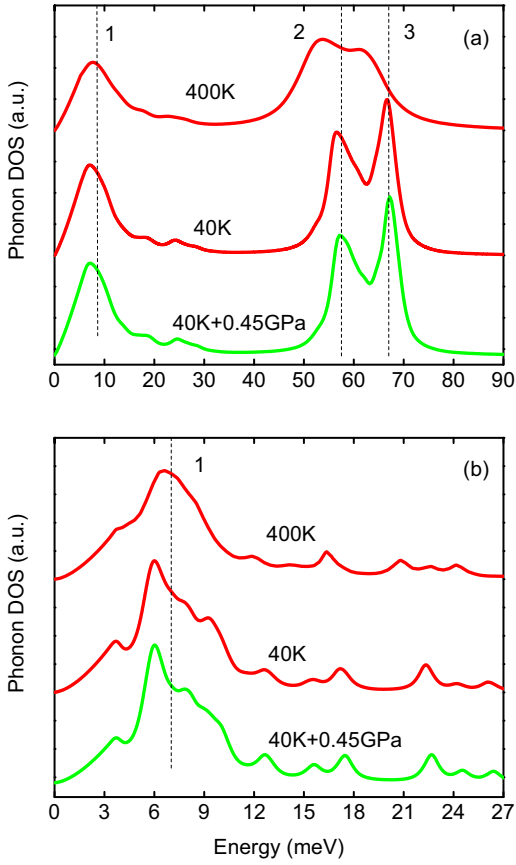 1
2
3
(a)
400K
40K
40K+0.45GPa
Phonon DOS (a.u.)
0 10 20 30 40 50 60 70 80 90
1
(b)
400K
40K
40K+0.45GPa
Phonon DOS (a.u.)
0 3 6 9 12 15 18 21 24 27
Energy (meV)